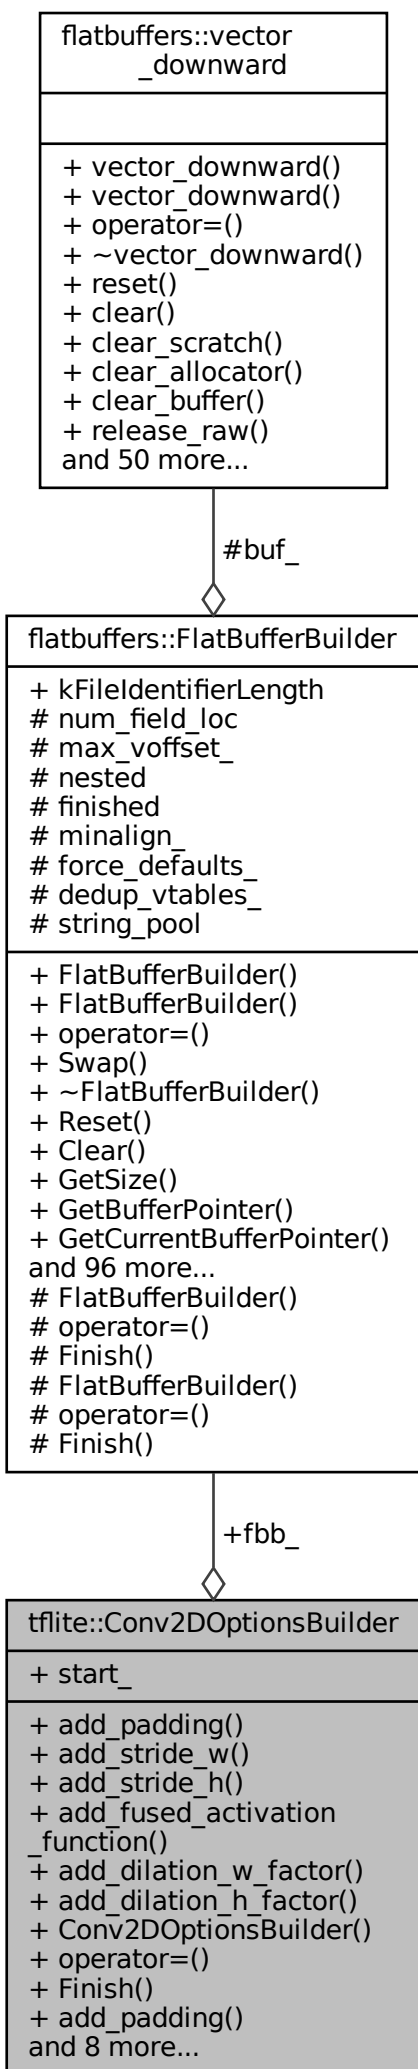 flatbuffers::vector
_downward
+ vector_downward()
+ vector_downward()
+ operator=()
+ ~vector_downward()
+ reset()
+ clear()
+ clear_scratch()
+ clear_allocator()
+ clear_buffer()
+ release_raw()
and 50 more...
#buf_
flatbuffers::FlatBufferBuilder
+ kFileIdentifierLength
# num_field_loc
# max_voffset_
# nested
# finished
# minalign_
# force_defaults_
# dedup_vtables_
# string_pool
+ FlatBufferBuilder()
+ FlatBufferBuilder()
+ operator=()
+ Swap()
+ ~FlatBufferBuilder()
+ Reset()
+ Clear()
+ GetSize()
+ GetBufferPointer()
+ GetCurrentBufferPointer()
and 96 more...
# FlatBufferBuilder()
# operator=()
# Finish()
# FlatBufferBuilder()
# operator=()
# Finish()
+fbb_
tflite::Conv2DOptionsBuilder
+ start_
+ add_padding()
+ add_stride_w()
+ add_stride_h()
+ add_fused_activation
_function()
+ add_dilation_w_factor()
+ add_dilation_h_factor()
+ Conv2DOptionsBuilder()
+ operator=()
+ Finish()
+ add_padding()
and 8 more...